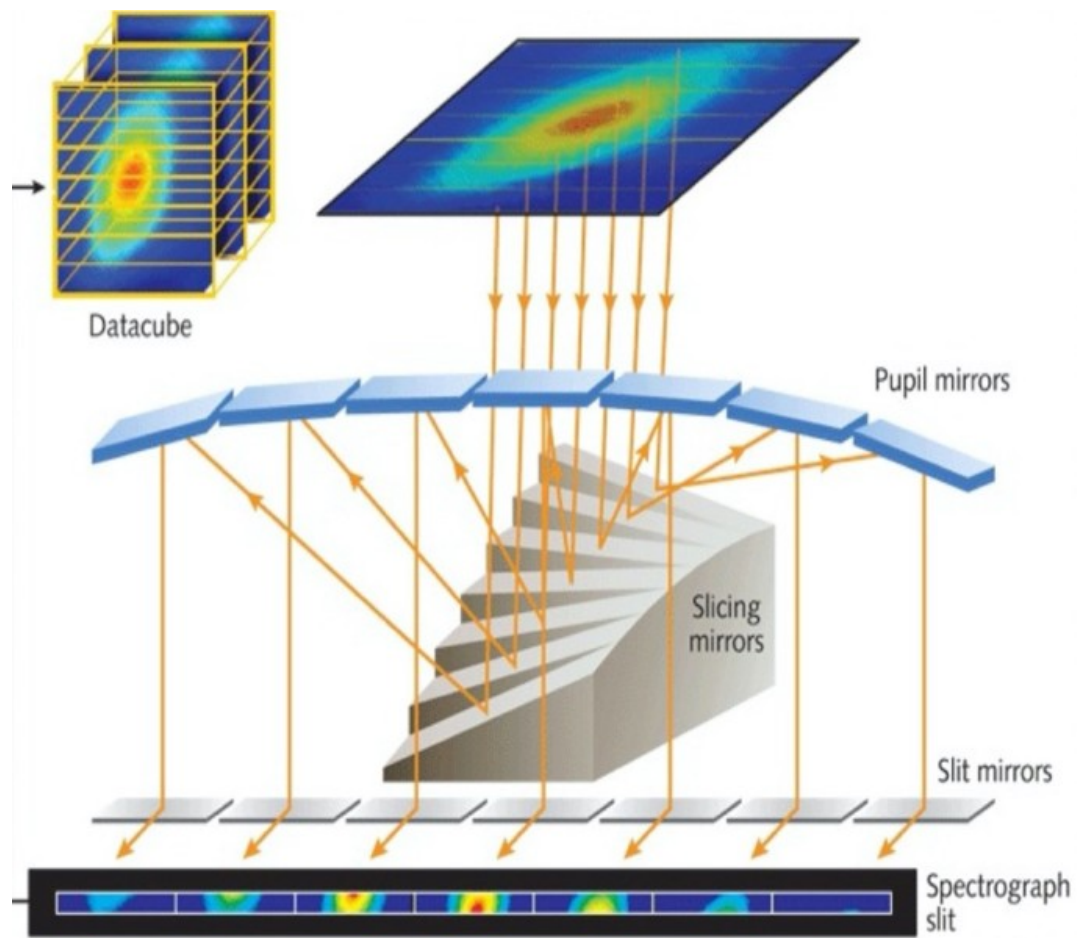 Datacube
Pupil mirrors
Slicing
mirrors
Slit mirrors
Spectrograph
slit